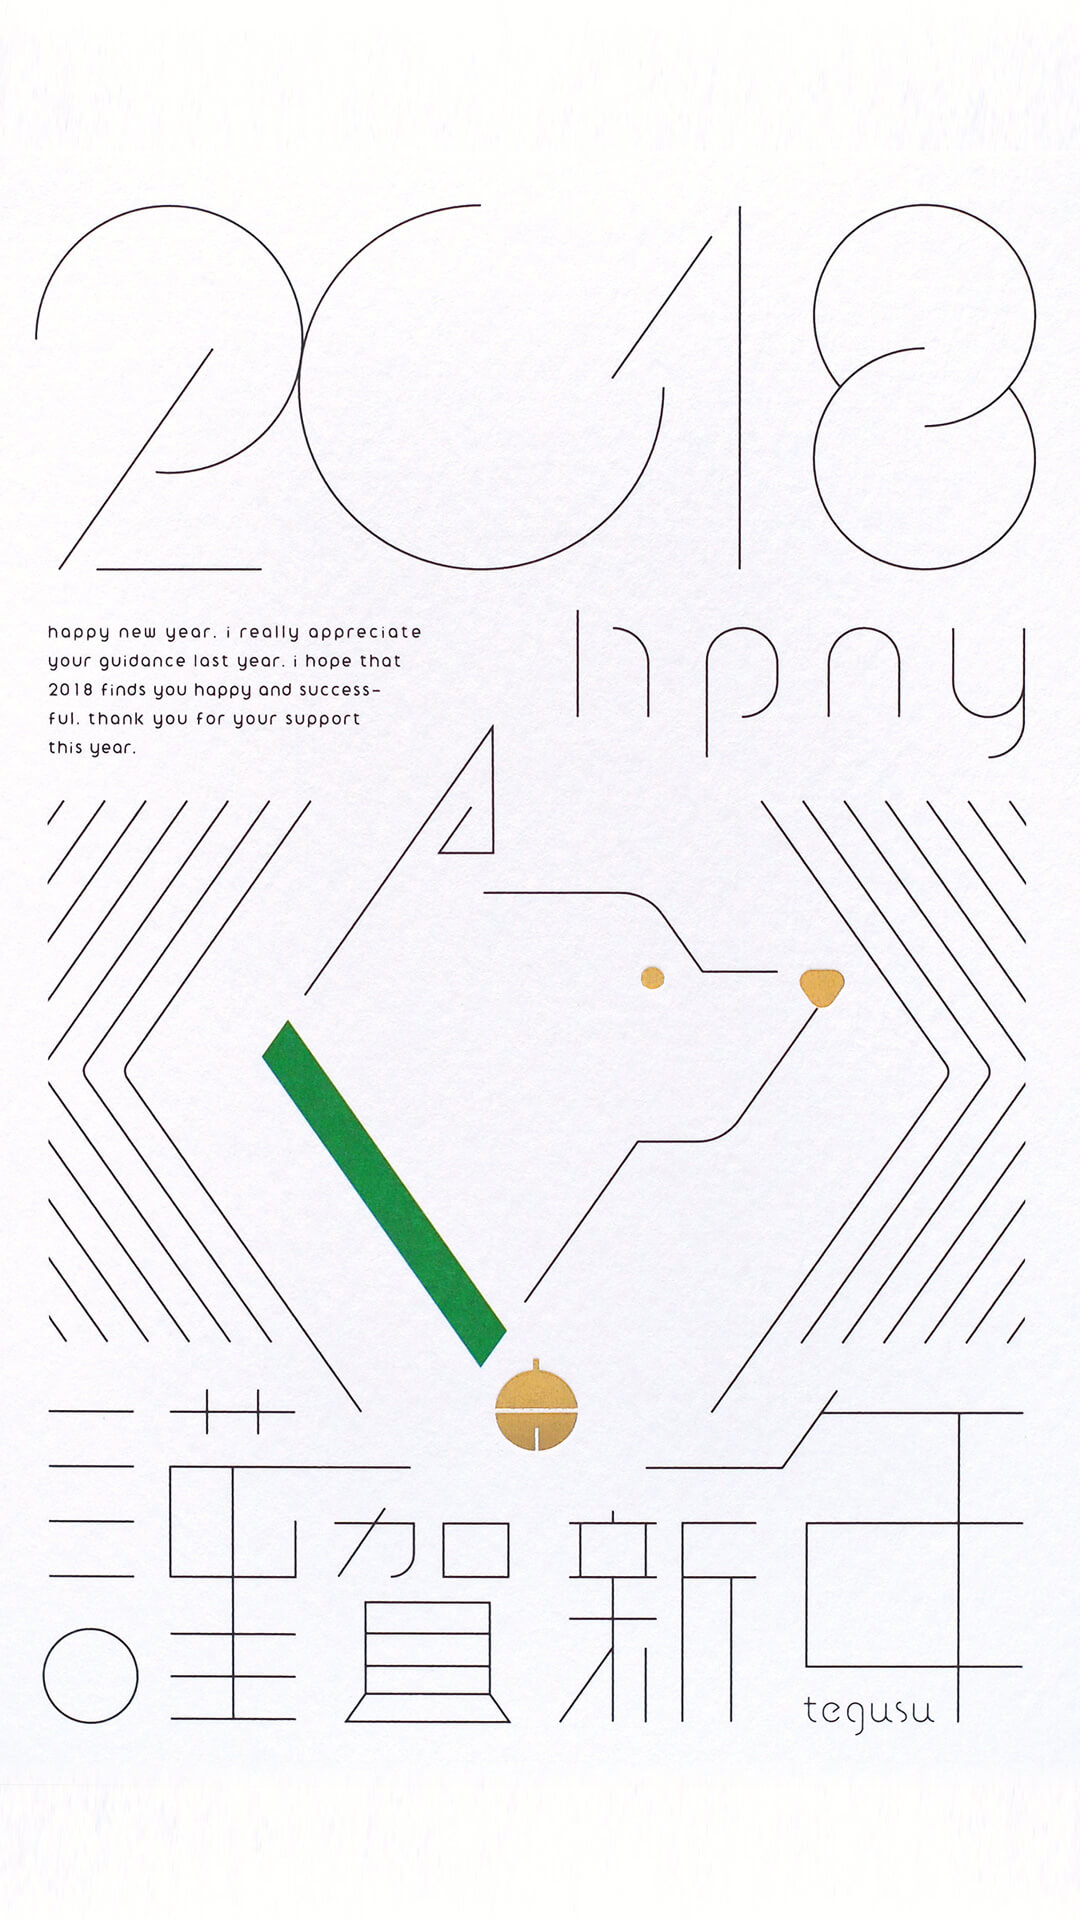 2018
happy new year. i really appreciate
your guidance last year. i hope that
2018 finds you happy and success-
ful. thank you for your support
this year.
hpny
謹賀新年
tegusu